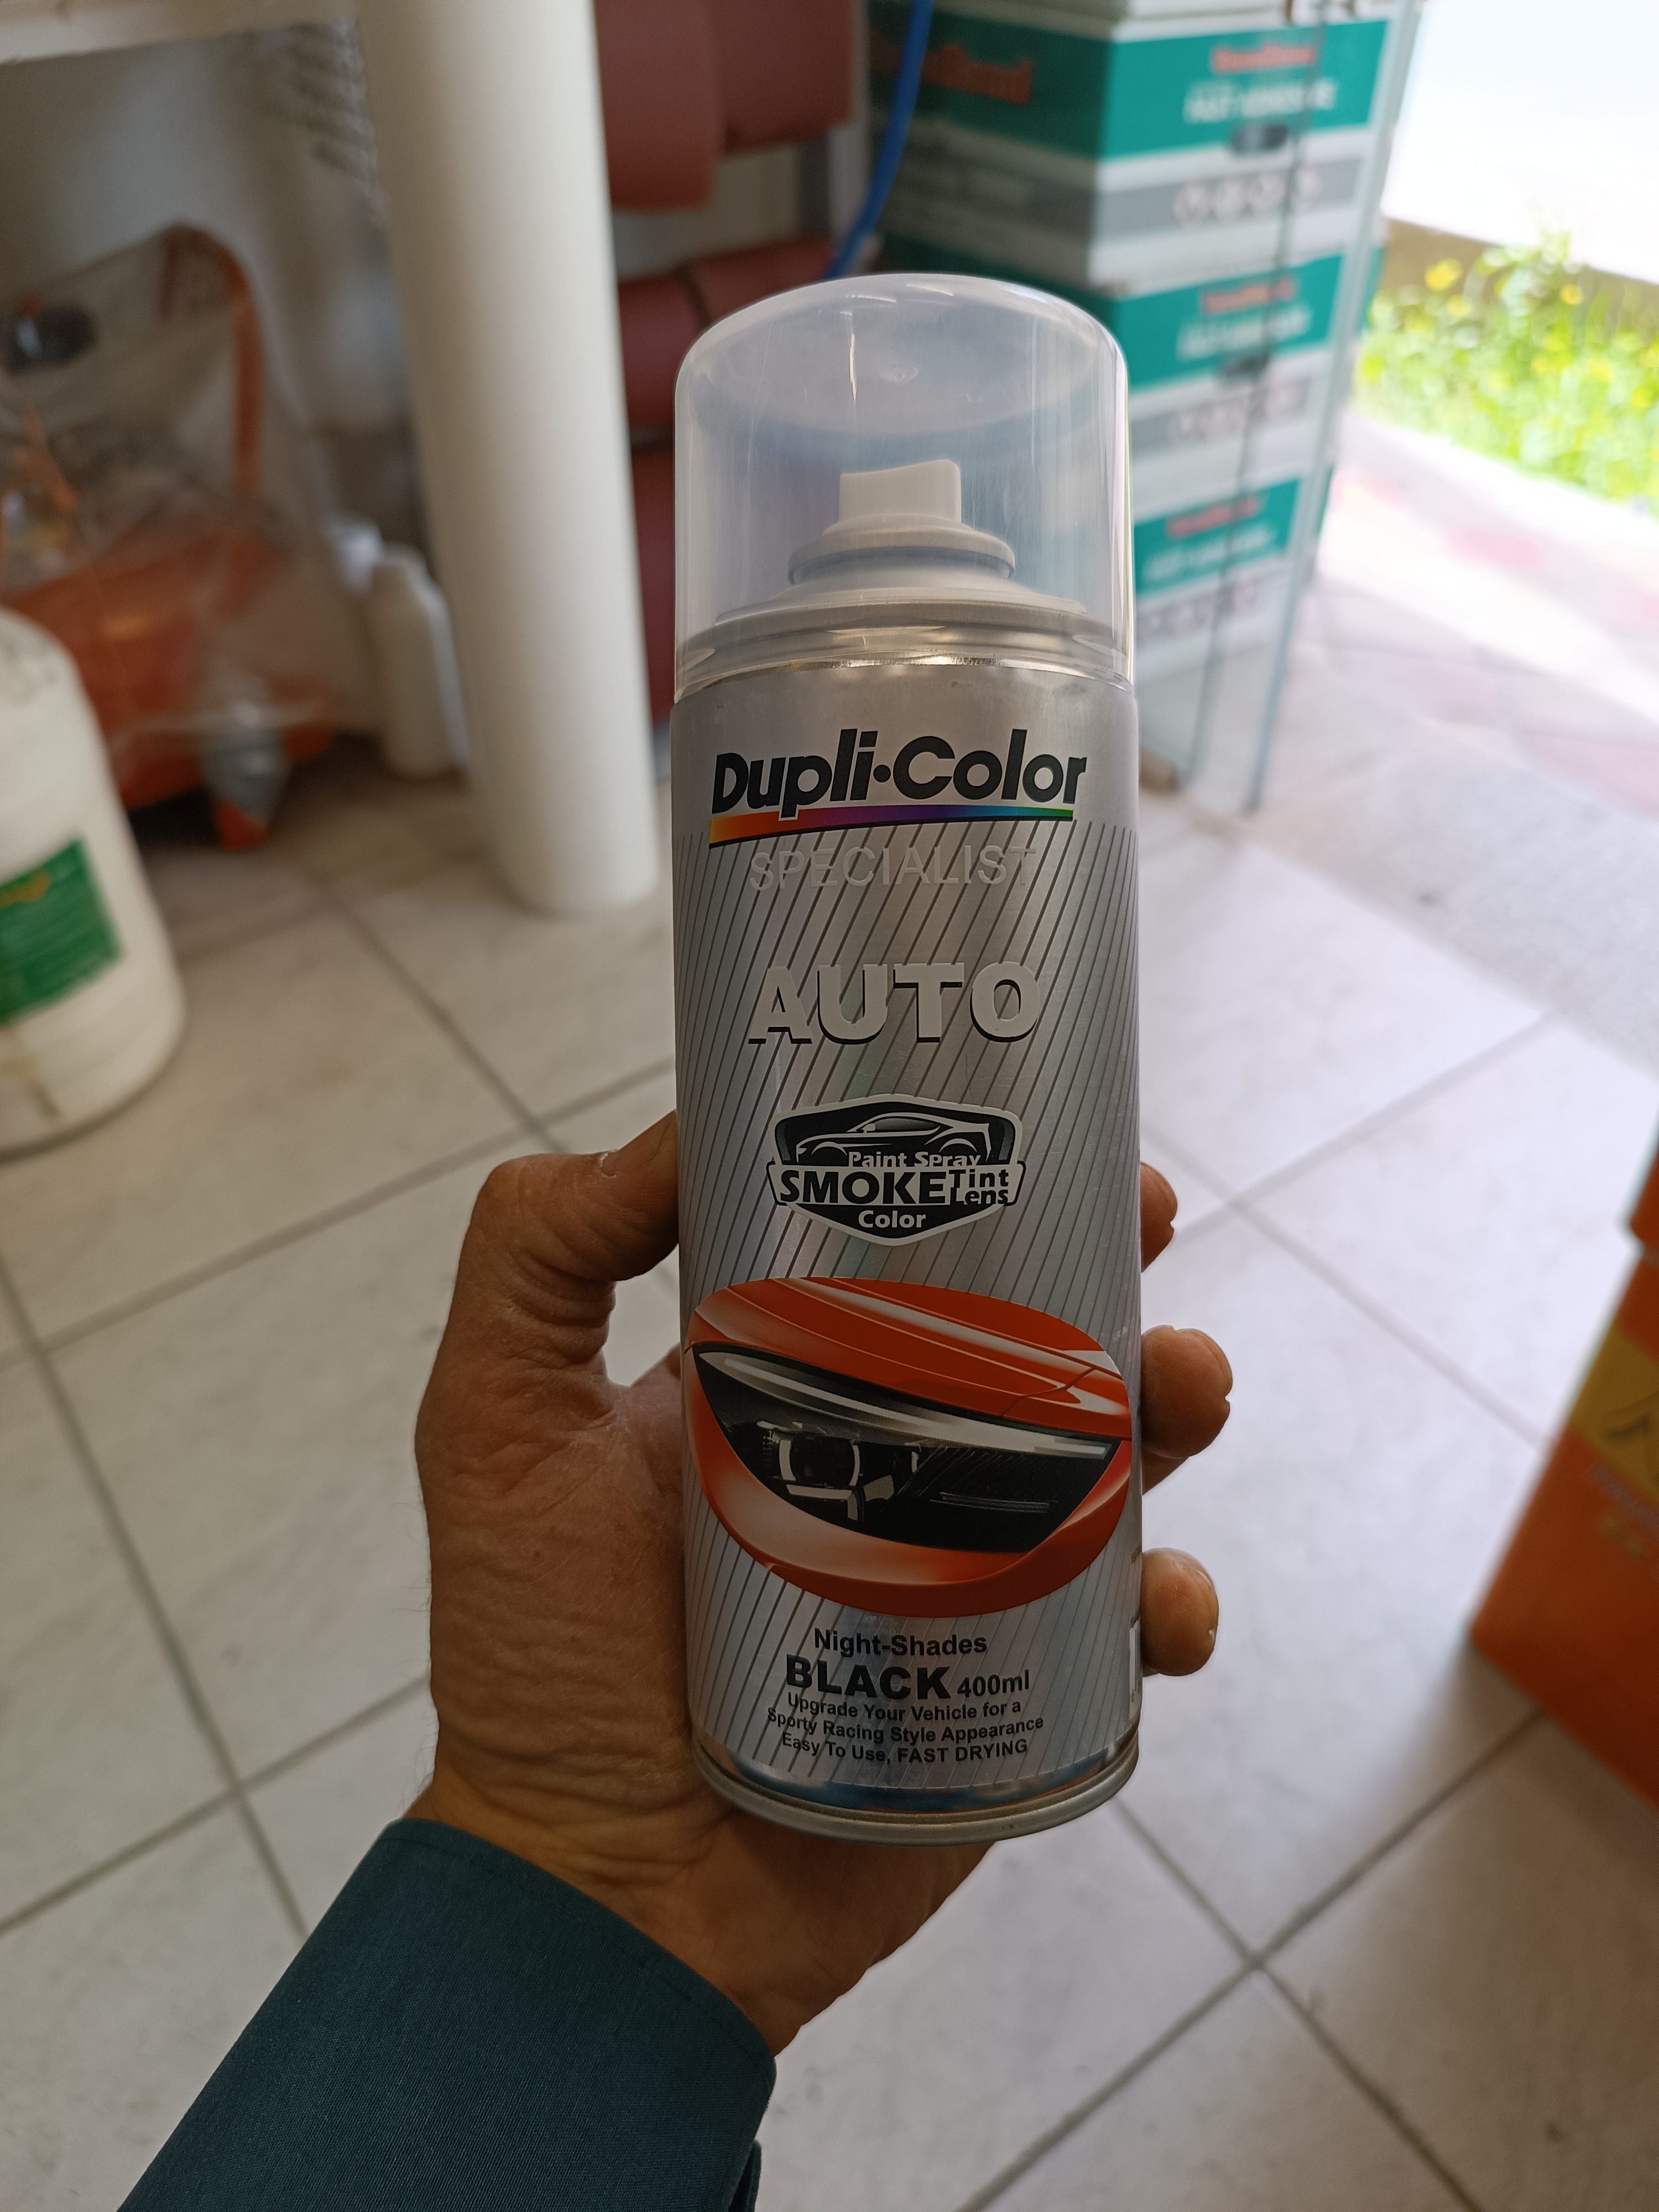 Dupli·Color
SPECIALIST
AUTO
Paint Spray
SMOKE Tint Lens
Color
Night-Shades
BLACK 400ml
Upgrade Your Vehicle for a
Sporty Racing Style Appearance
Easy To Use, FAST DRYING